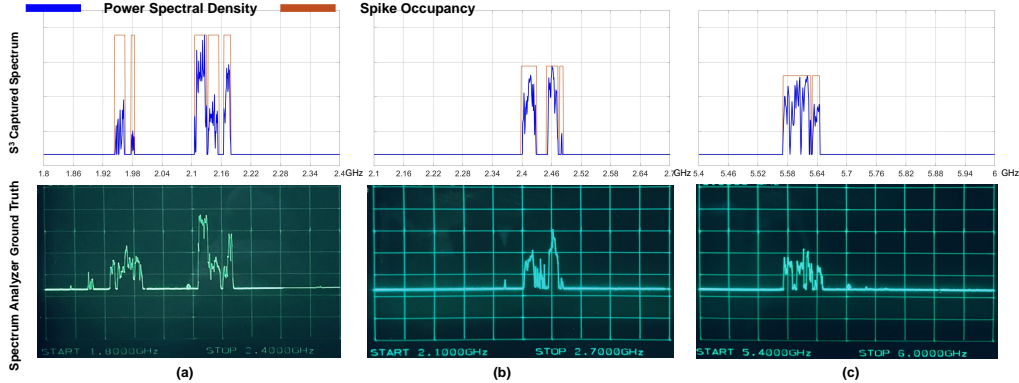 Power Spectral Density Spike Occupancy
S³ Captured Spectrum
1.8 1.86 1.92 1.98 2.04 2.1 2.16 2.22 2.28 2.34 2.4 GHz
2.1 2.16 2.22 2.28 2.34 2.4 2.46 2.52 2.58 2.64 2.7 GHz
5.4 5.46 5.52 5.58 5.64 5.7 5.76 5.82 5.88 5.94 6 GHz
Spectrum Analyzer Ground Truth
START 1.8000GHz STOP 2.4000GHz
START 2.1000GHz STOP 2.7000GHz
START 5.4000GHz STOP 6.0000GHz
(a) (b) (c)